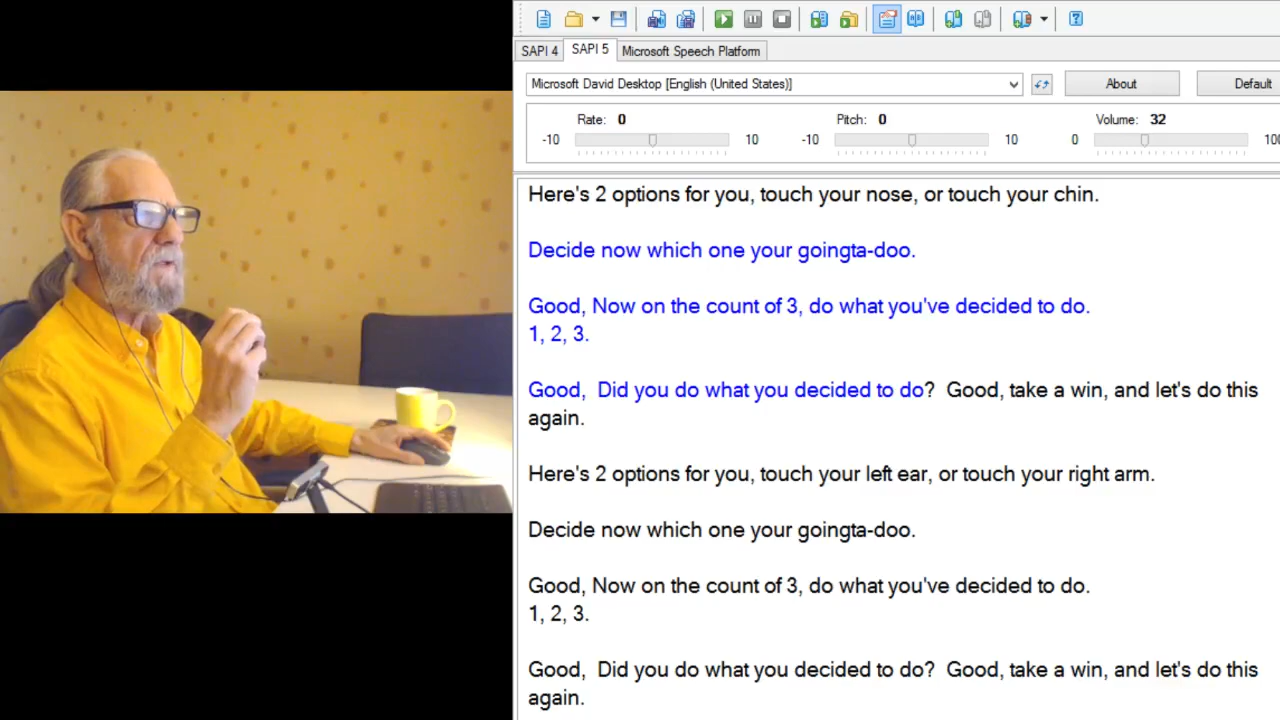 SAPI 4 SAPI 5 Microsoft Speech Platform
Microsoft David Desktop [English (United States)] About Default
Rate: 0 Pitch: 0 Volume: 32
-10 10 -10 10 0 100
Here's 2 options for you, touch your nose, or touch your chin.
Decide now which one your goingta-doo.
Good, Now on the count of 3, do what you've decided to do.
1, 2, 3.
Good,  Did you do what you decided to do?  Good, take a win, and let's do this
again.
Here's 2 options for you, touch your left ear, or touch your right arm.
Decide now which one your goingta-doo.
Good, Now on the count of 3, do what you've decided to do.
1, 2, 3.
Good,  Did you do what you decided to do?  Good, take a win, and let's do this
again.